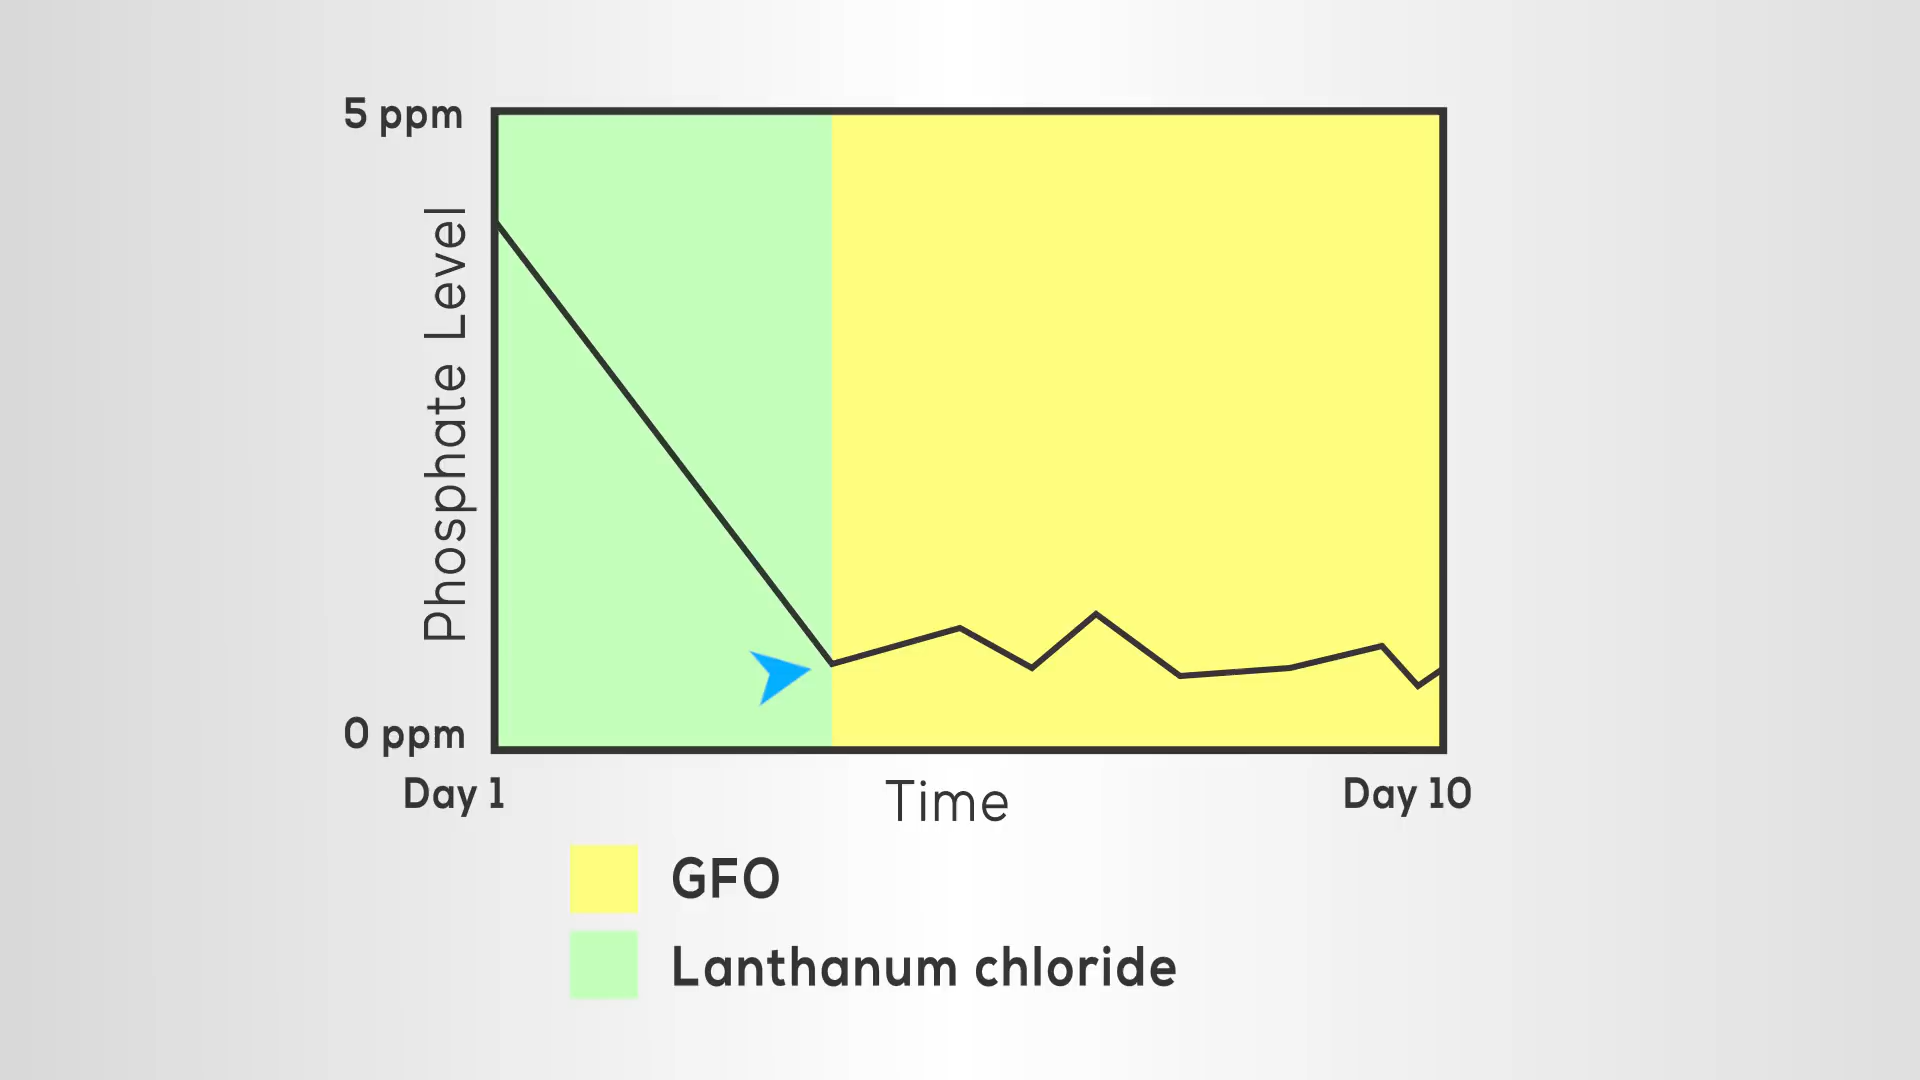 5 ppm
Phosphate Level
0 ppm
Day 1
Time
Day 10
GFO
Lanthanum chloride